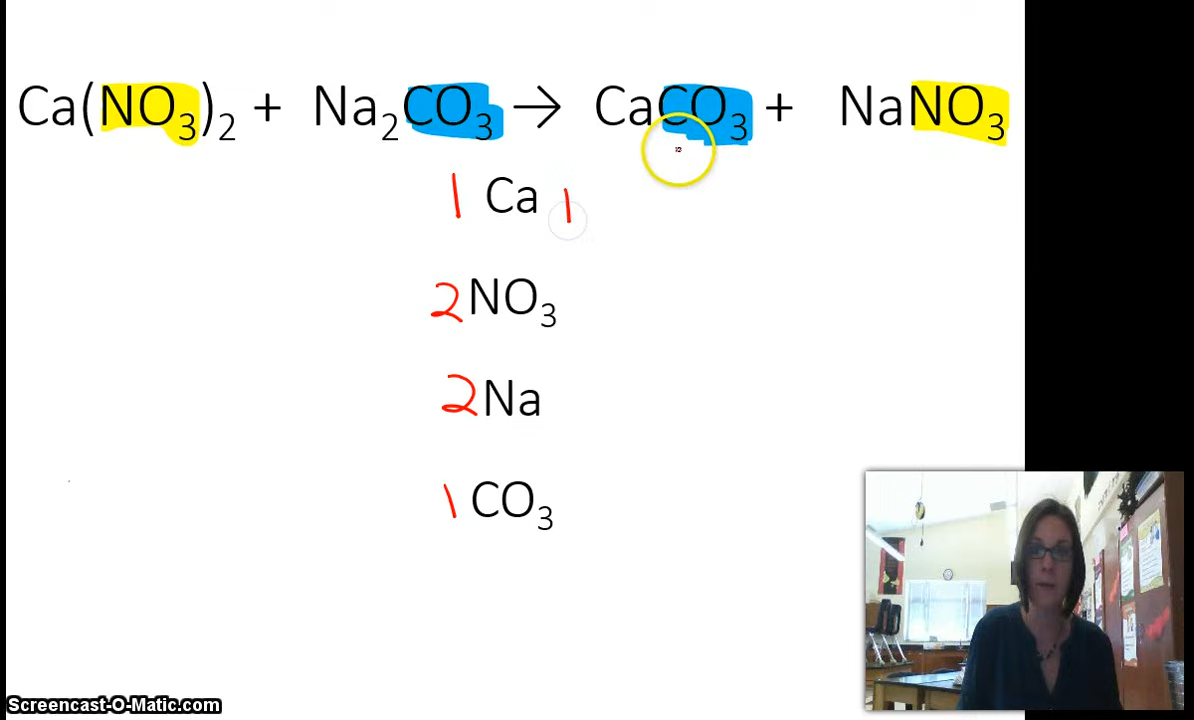 Ca(NO₃)₂ + Na₂CO₃ → CaCO₃ + NaNO₃
1 Ca 1
2 NO₃
2 Na
1 CO₃
Screencast-O-Matic.com